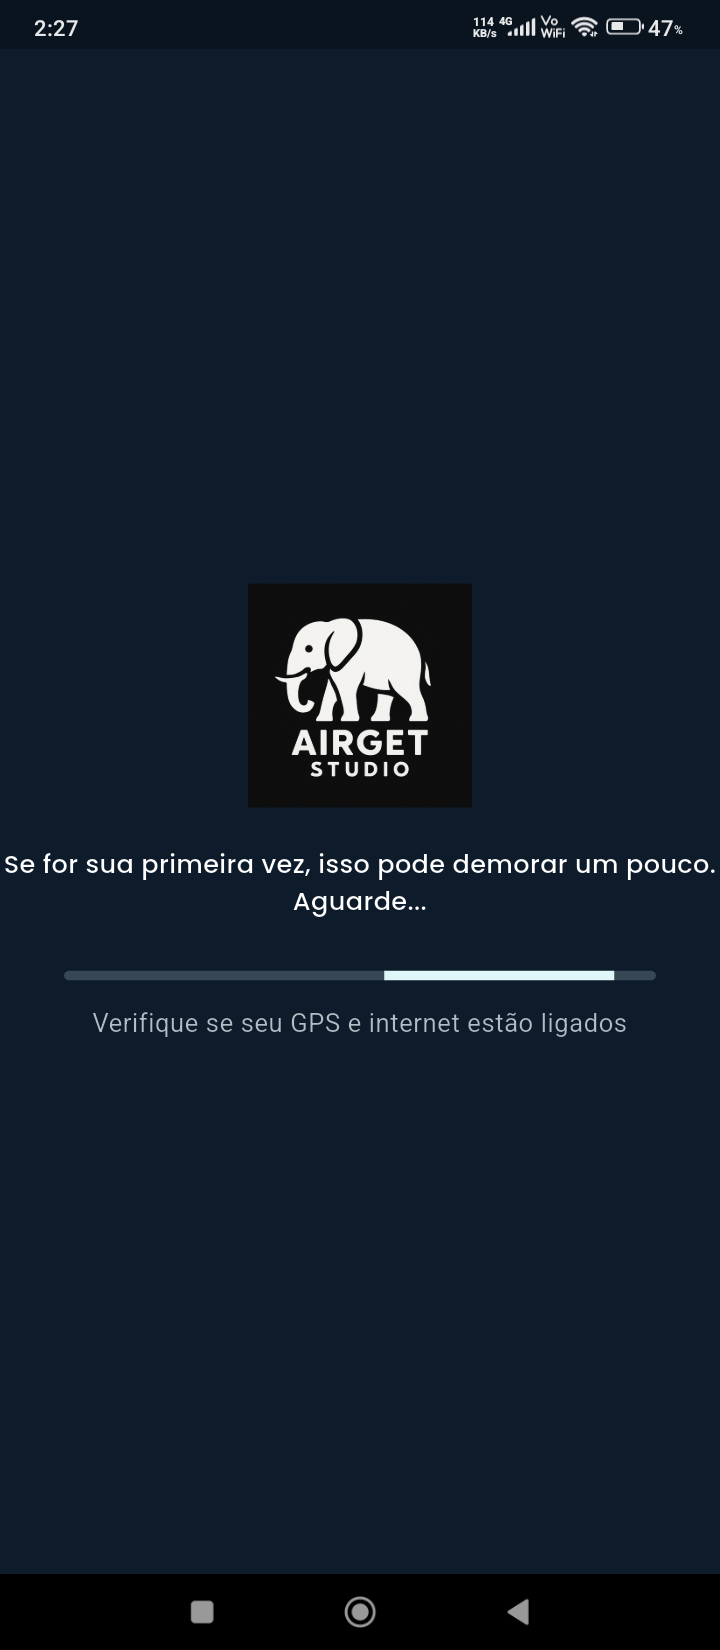 2:27
114 4G Vo
KB/s WiFi 47%
AIRGET
STUDIO
Se for sua primeira vez, isso pode demorar um pouco.
Aguarde...
Verifique se seu GPS e internet estão ligados